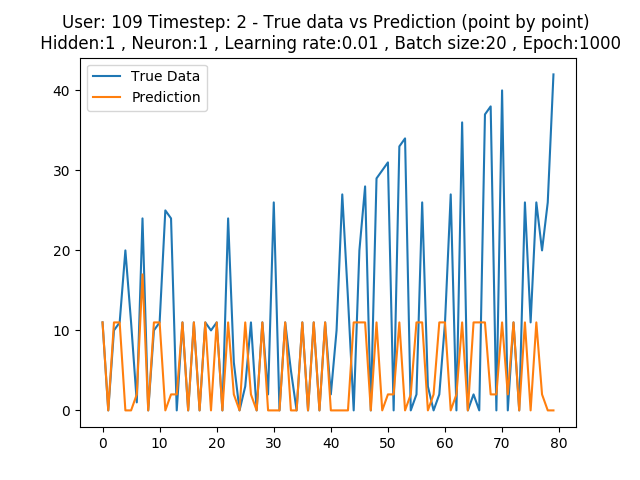 User: 109 Timestep: 2 - True data vs Prediction (point by point)
Hidden:1 , Neuron:1 , Learning rate:0.01 , Batch size:20 , Epoch:1000
True Data
Prediction
40
30
20
10
0
0 10 20 30 40 50 60 70 80